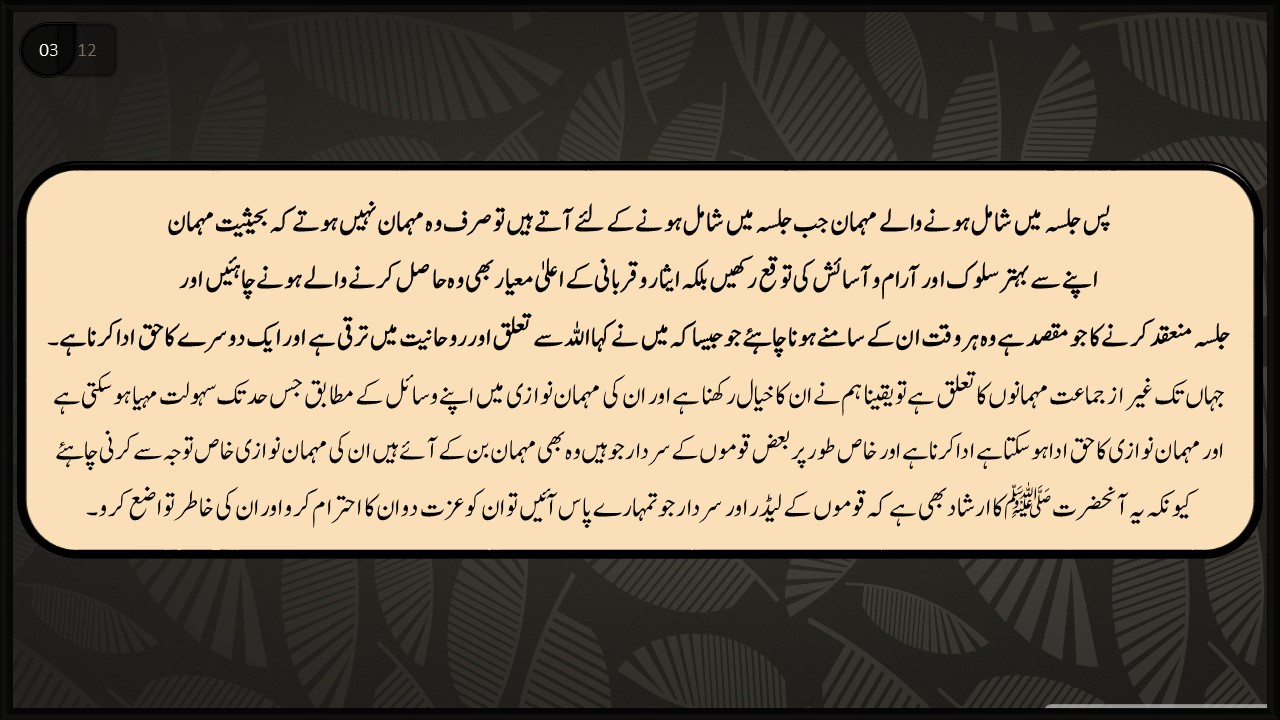 03 12
پس جلسہ میں شامل ہونے والے مہمان جب جلسہ میں شامل ہونے کے لئے آتے ہیں تو صرف وہ مہمان نہیں ہوتے کہ بحیثیت مہمان
اپنے سے بہتر سلوک اور آرام و آسائش کی توقع رکھیں بلکہ ایثار و قربانی کے اعلیٰ معیار بھی وہ حاصل کرنے والے ہونے چاہئیں اور
جلسہ منعقد کرنے کا جو مقصد ہے وہ ہر وقت ان کے سامنے ہونا چاہئے جو جیسا کہ میں نے کہا اللہ سے تعلق اور روحانیت میں ترقی ہے اور ایک دوسرے کا حق ادا کرنا ہے۔
جہاں تک غیر از جماعت مہمانوں کا تعلق ہے تو یقینا ہم نے ان کا خیال رکھنا ہے اور ان کی مہمان نوازی میں اپنے وسائل کے مطابق جس حد تک سہولت مہیا ہو سکتی ہے
اور مہمان نوازی کا حق ادا ہو سکتا ہے ادا کرنا ہے اور خاص طور پر بعض قوموں کے سردار جو ہیں وہ بھی مہمان بن کے آئے ہیں ان کی مہمان نوازی خاص توجہ سے کرنی چاہئے
کیونکہ یہ آنحضرت ﷺ کا ارشاد بھی ہے کہ قوموں کے لیڈر اور سردار جو تمہارے پاس آئیں تو ان کو عزت دو ان کا احترام کرو اور ان کی خاطر تواضع کرو۔